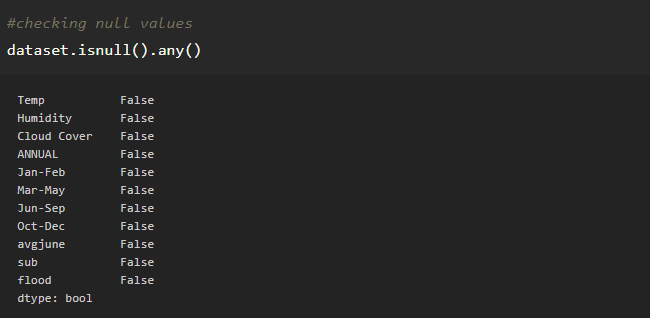 #checking null values
dataset.isnull().any()
Temp False
Humidity False
Cloud Cover False
ANNUAL False
Jan-Feb False
Mar-May False
Jun-Sep False
Oct-Dec False
avgjune False
sub False
flood False
dtype: bool